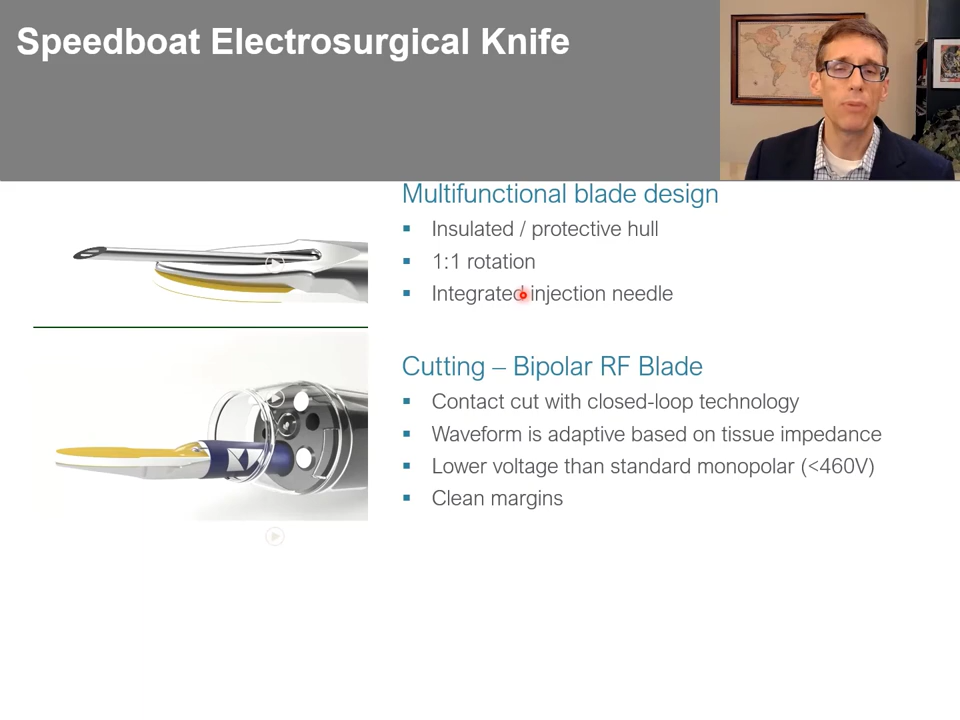 Speedboat Electrosurgical Knife
Multifunctional blade design
Insulated / protective hull
1:1 rotation
Integrated injection needle
Cutting – Bipolar RF Blade
Contact cut with closed-loop technology
Waveform is adaptive based on tissue impedance
Lower voltage than standard monopolar (<460V)
Clean margins